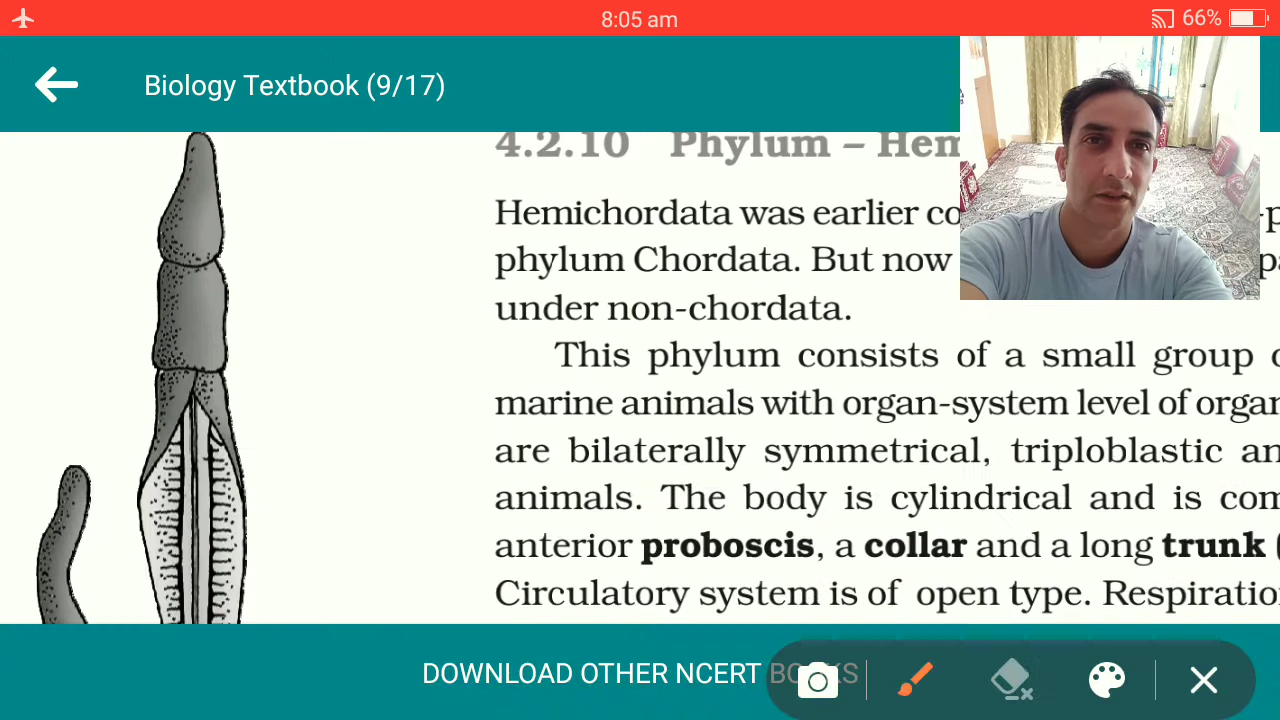 8:05 am
66%
Biology Textbook (9/17)
4.2.10 Phylum – Hem
Hemichordata was earlier co
phylum Chordata. But now
under non-chordata.
This phylum consists of a small group
marine animals with organ-system level of organ
are bilaterally symmetrical, triploblastic an
animals. The body is cylindrical and is com
anterior proboscis, a collar and a long trunk (
Circulatory system is of open type. Respiratio
DOWNLOAD OTHER NCERT BOOKS